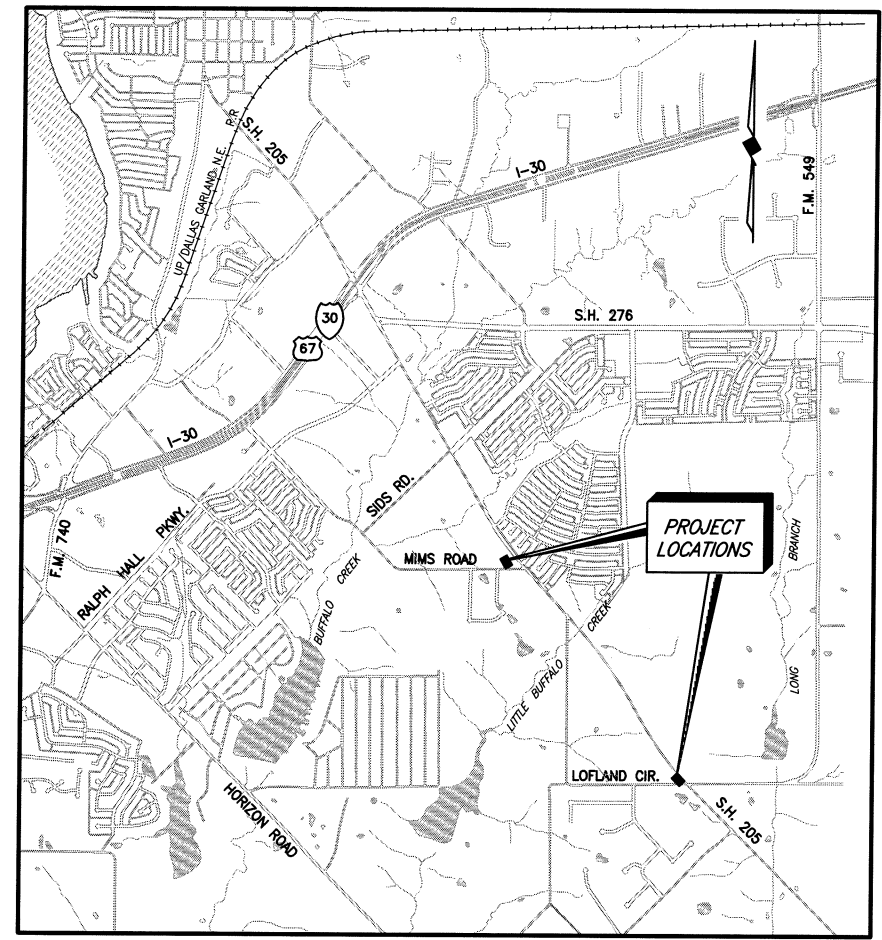 UP/DALLAS GARLAND N.E. R.R
S.H. 205
I-30
F.M. 549
30
67
S.H. 276
I-30
SIDS RD.
F.M. 740
RALPH HALL PKWY.
MIMS ROAD
PROJECT
LOCATIONS
BUFFALO CREEK
LITTLE BUFFALO CREEK
LONG BRANCH
LOFLAND CIR.
HORIZON ROAD
S.H. 205